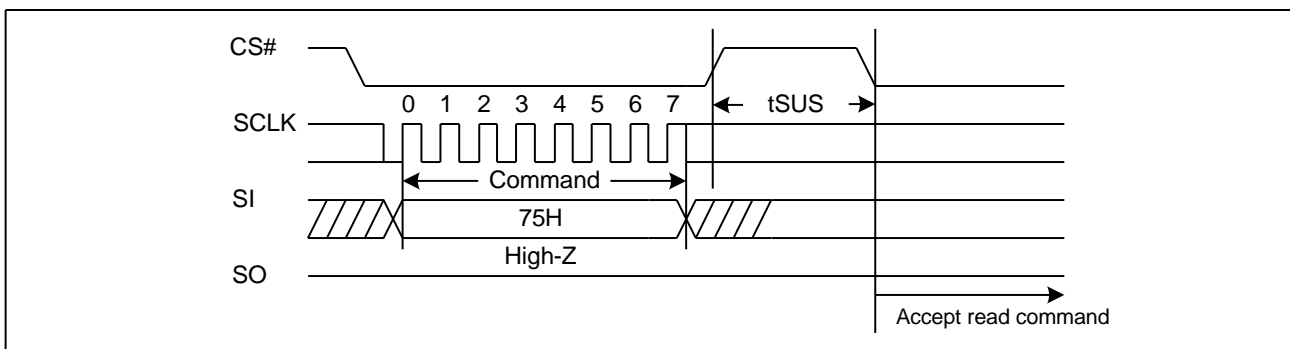 CS#
tSUS
0 1 2 3 4 5 6 7
SCLK
Command
SI
75H
High-Z
SO
Accept read command